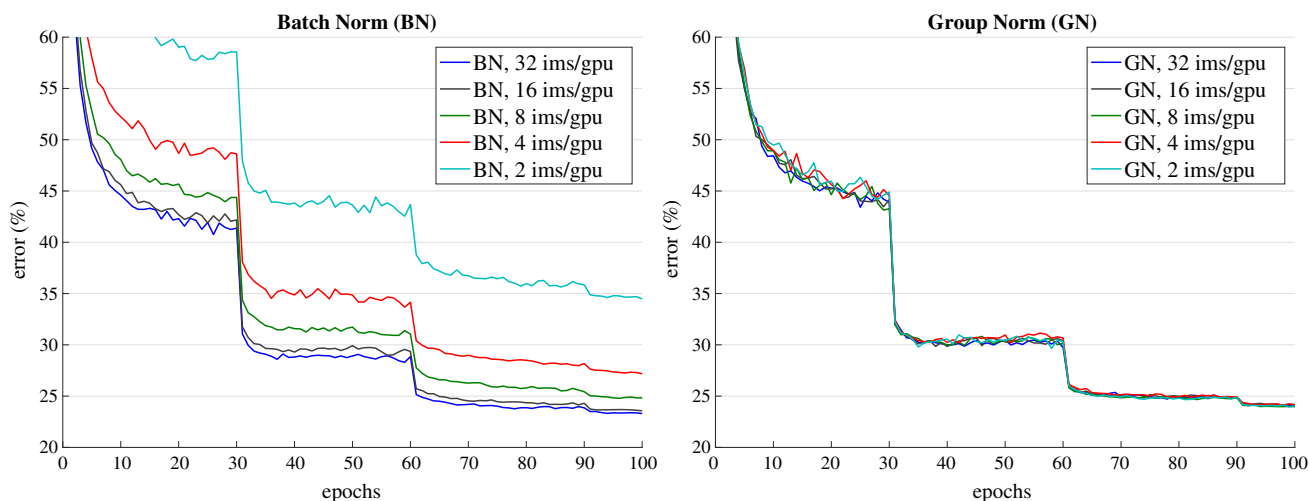 Batch Norm (BN)
60
55
50
45
40
35
30
25
20
error (%)
BN, 32 ims/gpu
BN, 16 ims/gpu
BN, 8 ims/gpu
BN, 4 ims/gpu
BN, 2 ims/gpu
0 10 20 30 40 50 60 70 80 90 100
epochs
Group Norm (GN)
60
55
50
45
40
35
30
25
20
error (%)
GN, 32 ims/gpu
GN, 16 ims/gpu
GN, 8 ims/gpu
GN, 4 ims/gpu
GN, 2 ims/gpu
0 10 20 30 40 50 60 70 80 90 100
epochs